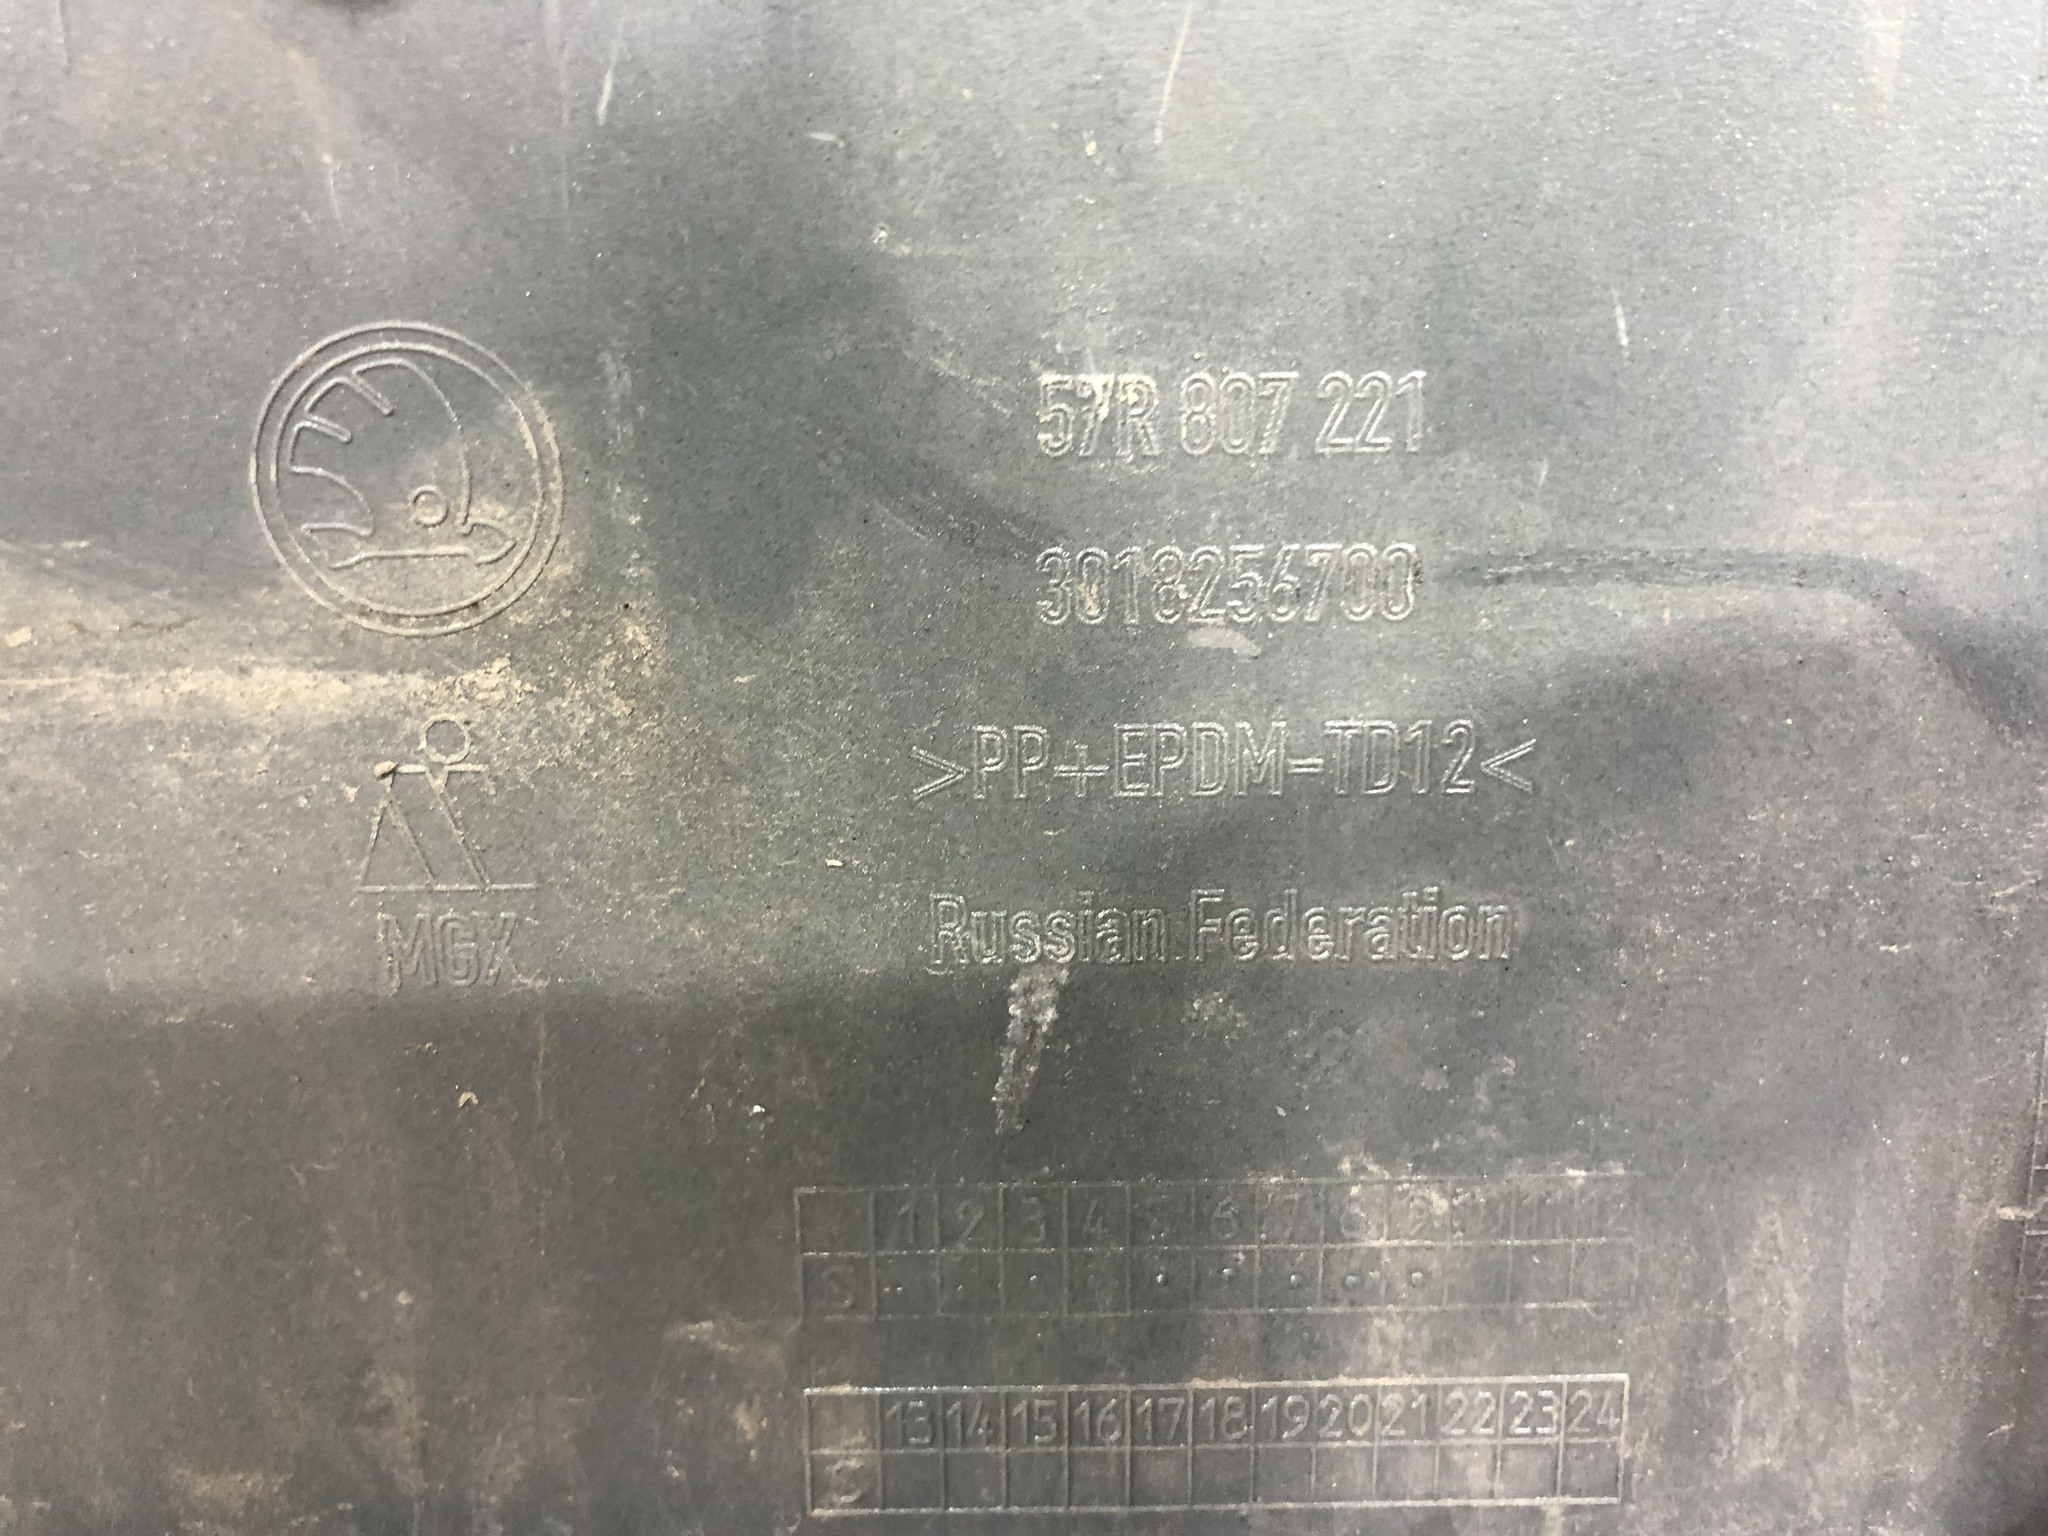 57R 807 221
3018256700
>PP+EPDM-TD12<
MGX
Russian Federation
1 2 3 4 5 6 7 8 9 10 11 12
S
13 14 15 16 17 18 19 20 21 22 23 24
S